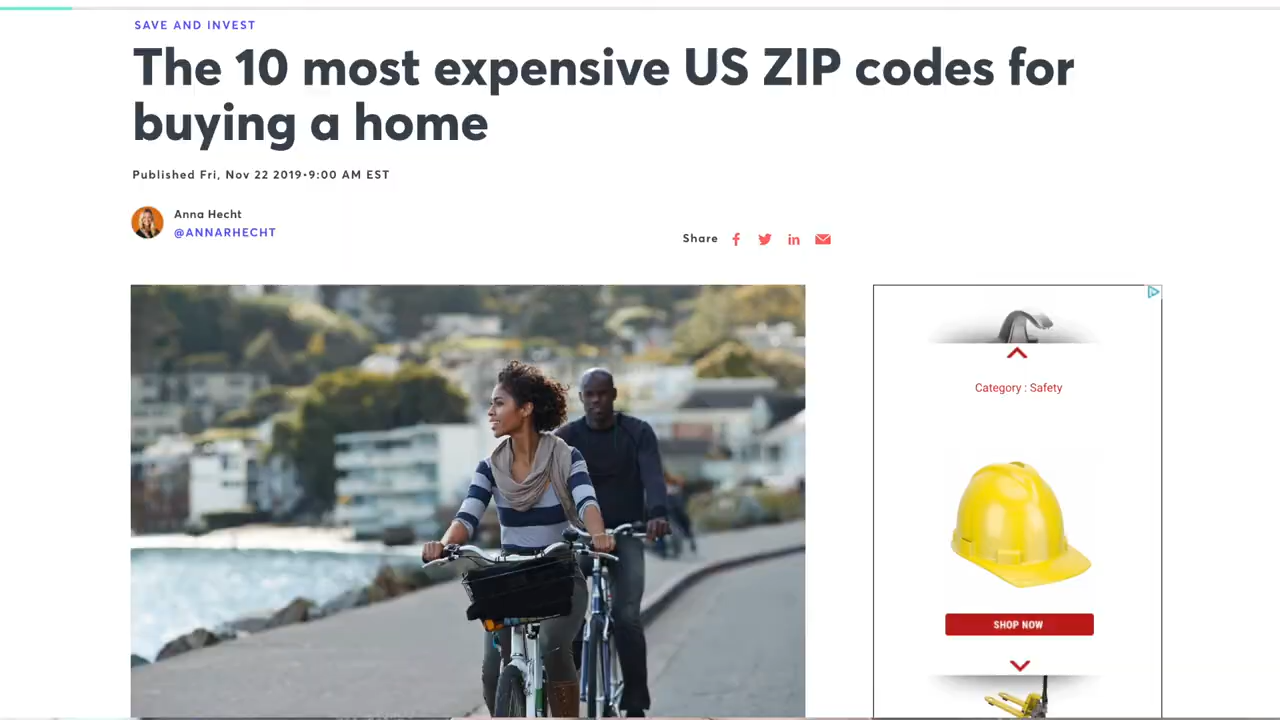 SAVE AND INVEST
The 10 most expensive US ZIP codes for
buying a home
Published Fri, Nov 22 2019•9:00 AM EST
Anna Hecht
@ANNARHECHT
Share
Category : Safety
SHOP NOW